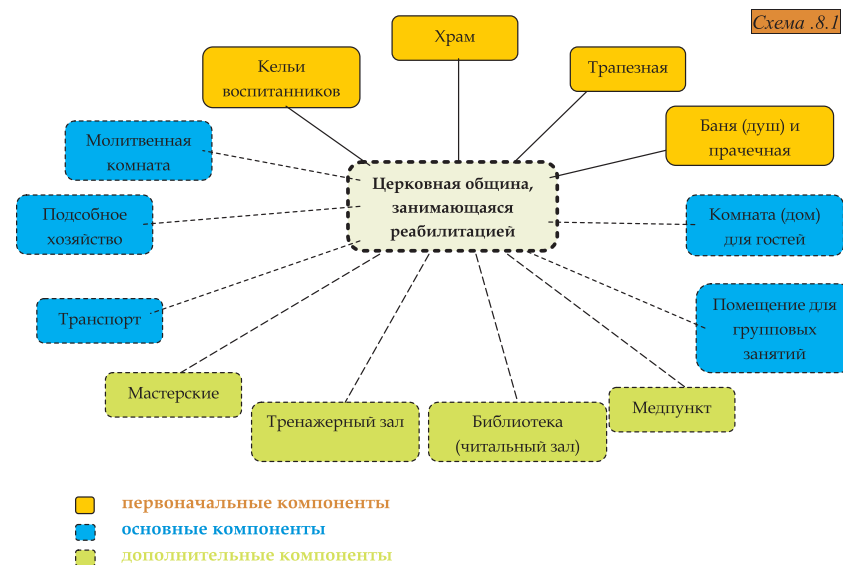 Схема .8.1
Храм
Кельи
воспитанников
Трапезная
Баня (душ) и
прачечная
Молитвенная
комната
Церковная община,
занимающаяся
реабилитацией
Подсобное
хозяйство
Комната (дом)
для гостей
Транспорт
Помещение для
групповых
занятий
Мастерские
Тренажерный зал
Библиотека
(читальный зал)
Медпункт
первоначальные компоненты
основные компоненты
дополнительные компоненты